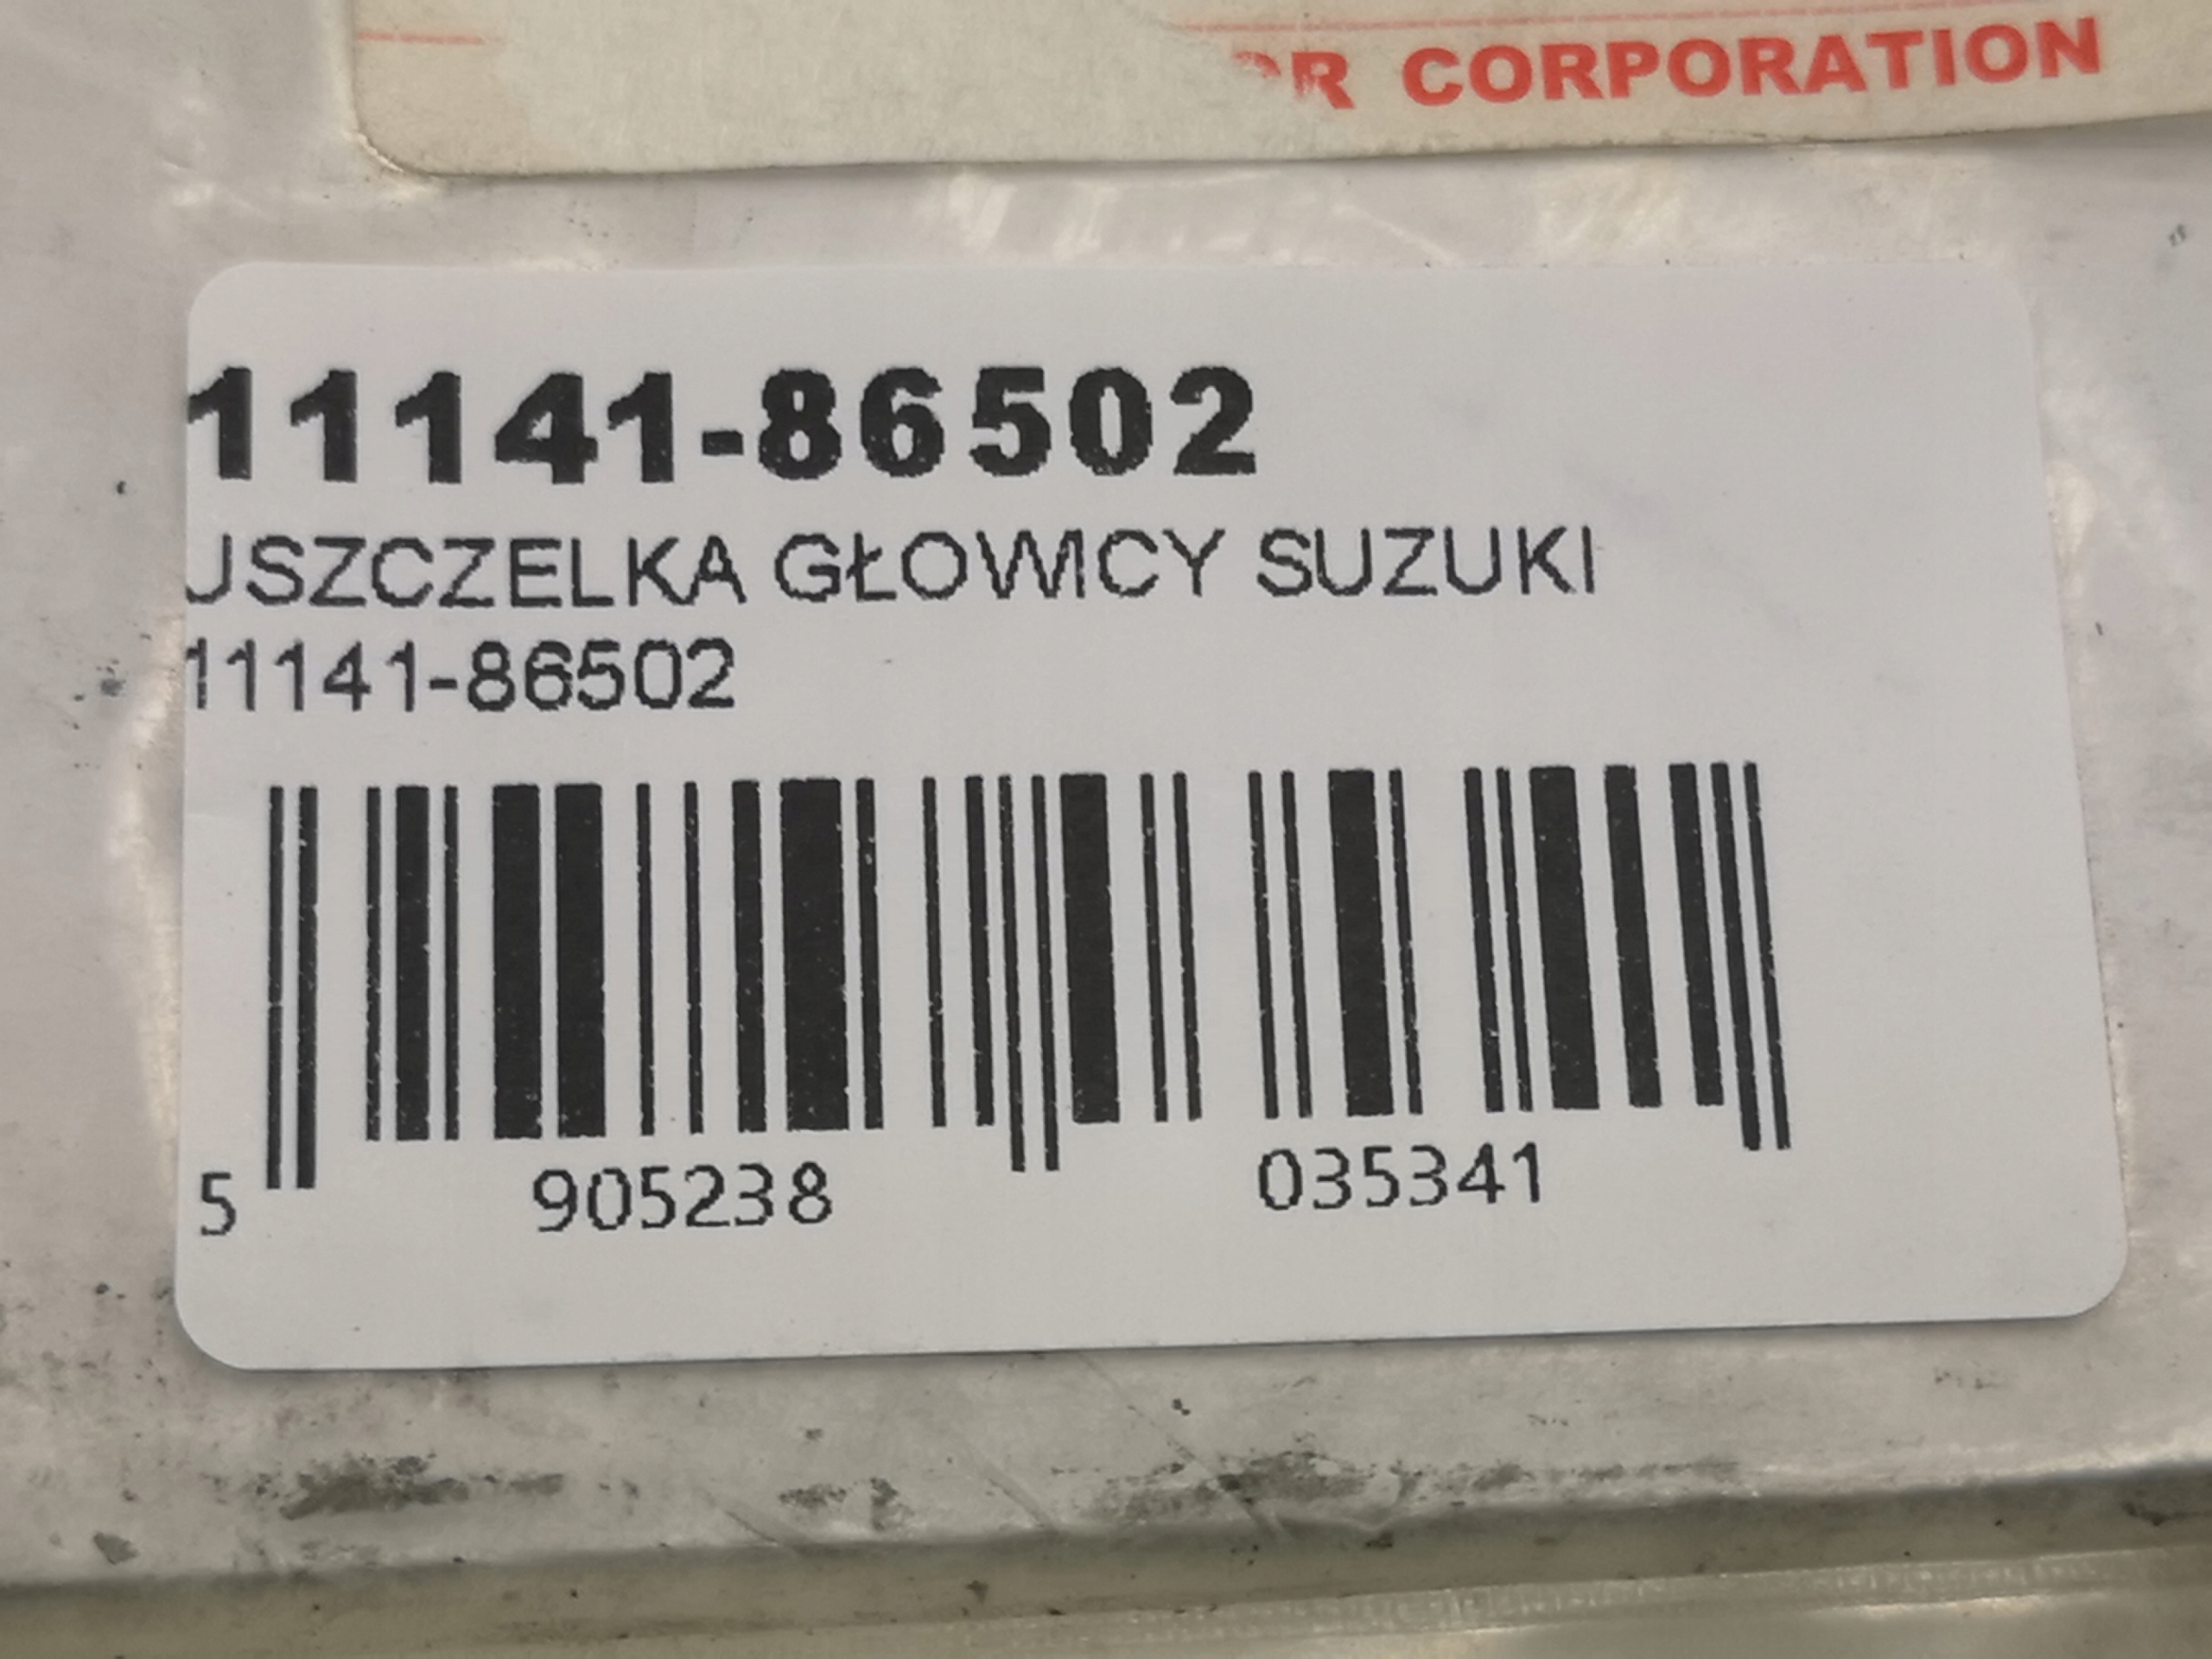 CORPORATION
11141-86502
USZCZELKA GŁOWICY SUZUKI
11141-86502
5 905238 035341